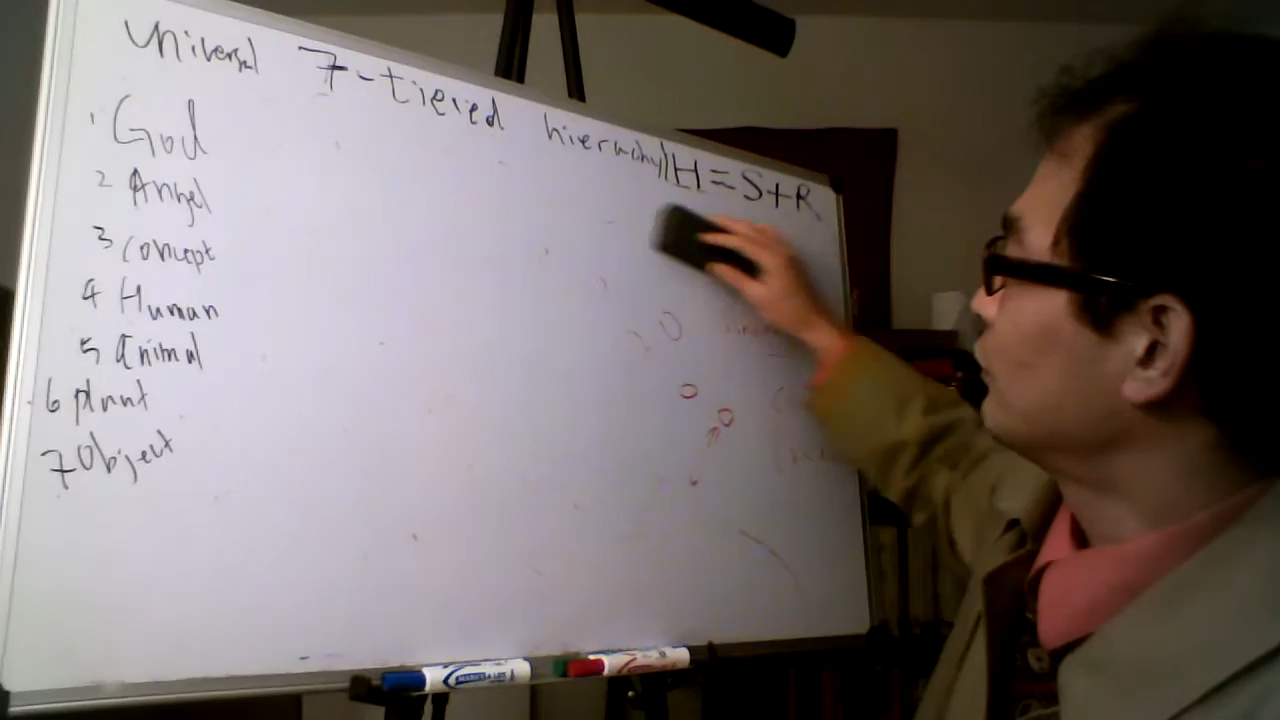 Universal 7-tiered hierarchy H=S+R
1 God
2 Angel
3 concept
4 Human
5 animal
6 plant
7 Object